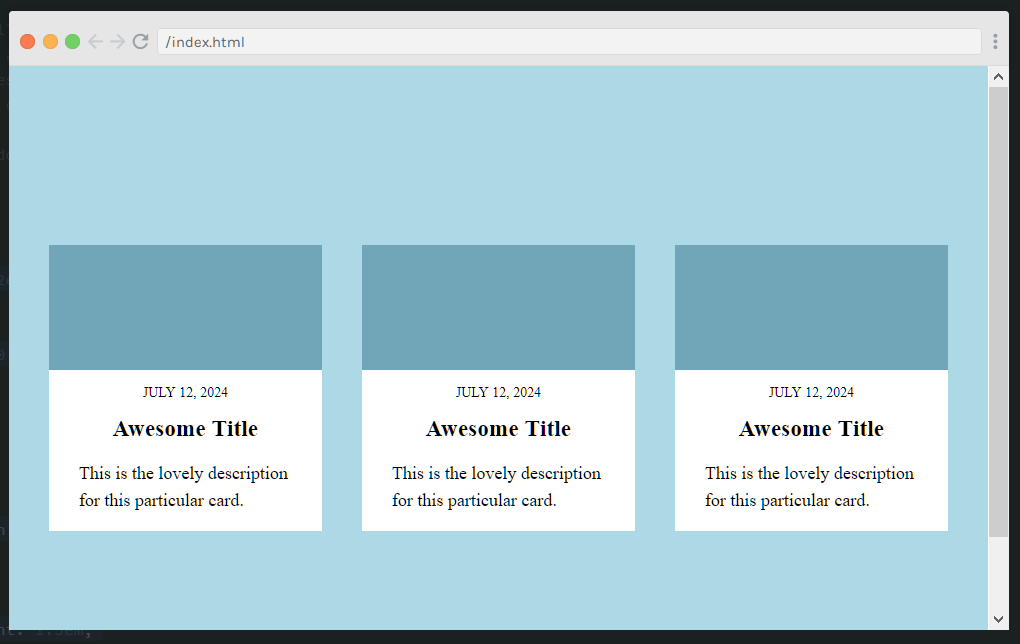 /index.html
JULY 12, 2024
Awesome Title
This is the lovely description
for this particular card.
JULY 12, 2024
Awesome Title
This is the lovely description
for this particular card.
JULY 12, 2024
Awesome Title
This is the lovely description
for this particular card.